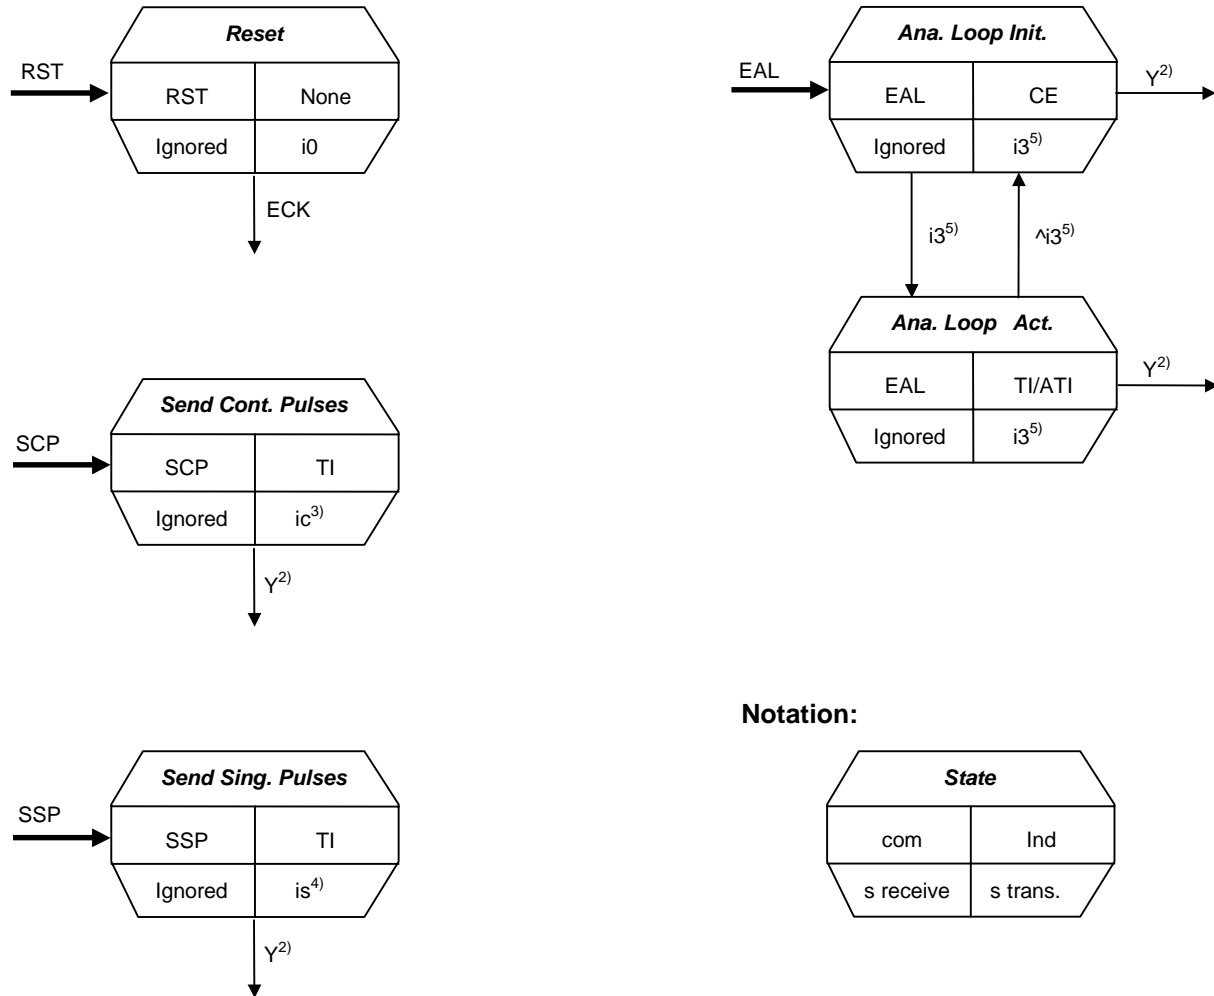 Reset
RST
RST None
Ignored i0
ECK
Send Cont. Pulses
SCP
SCP TI
Ignored ic3)
Y2)
Send Sing. Pulses
SSP
SSP TI
Ignored is4)
Y2)
Ana. Loop Init.
EAL
EAL CE
Y2)
Ignored i35)
i35) ^i35)
Ana. Loop Act.
EAL TI/ATI
Y2)
Ignored i35)
Notation:
State
com Ind
s receive s trans.